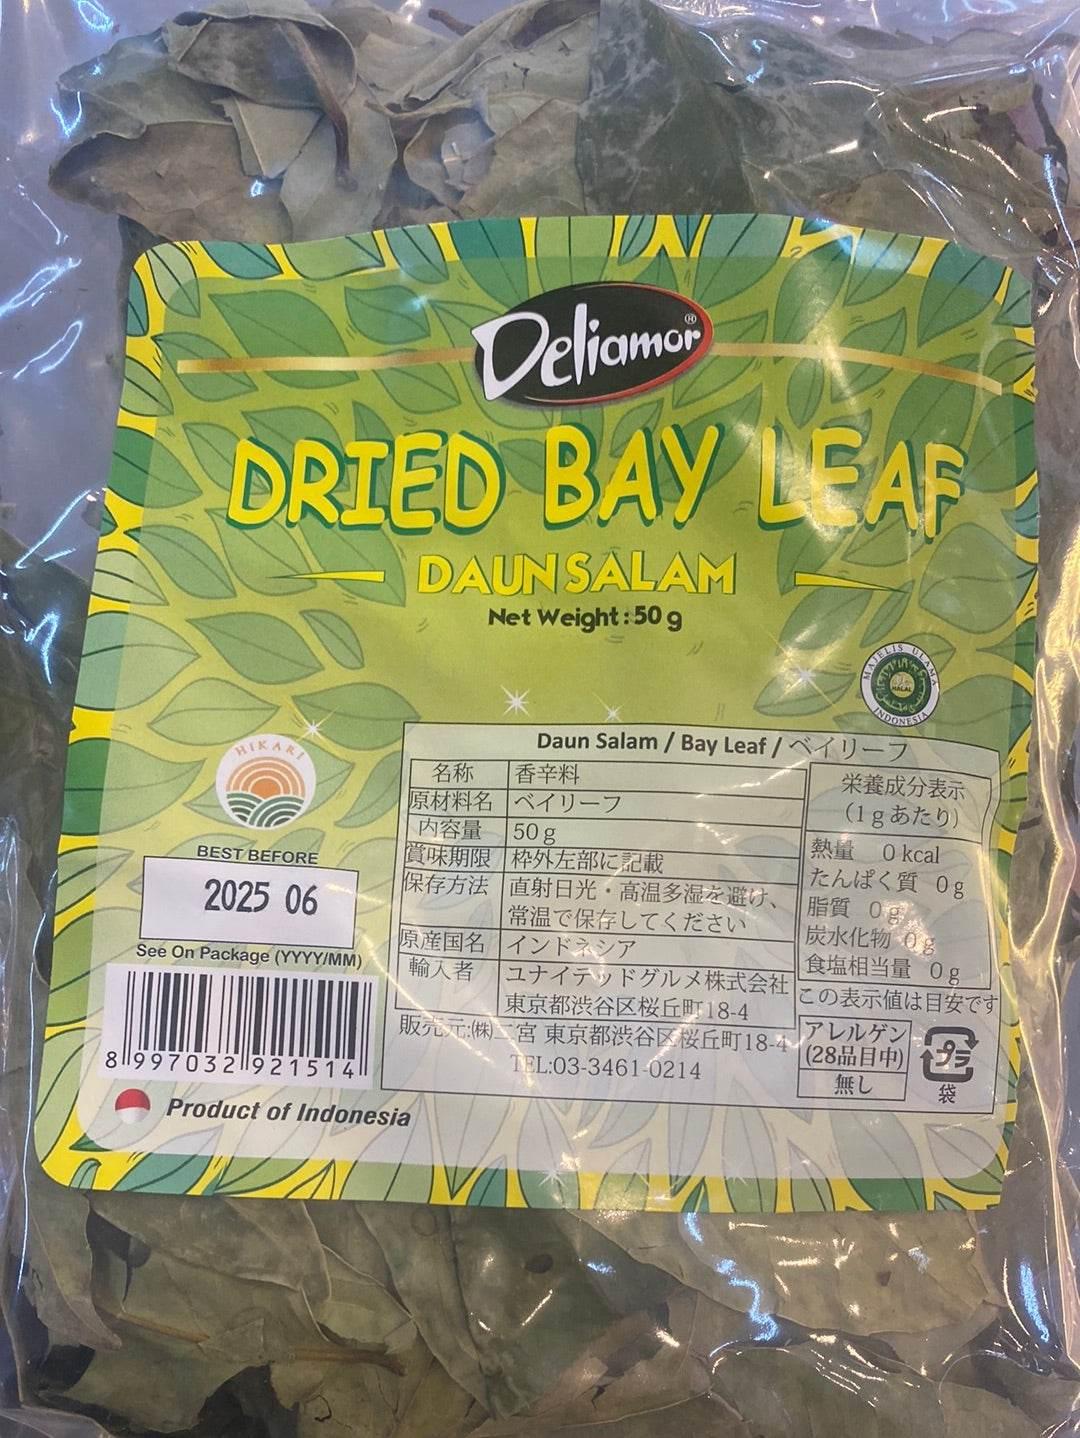 Deliamor®
DRIED BAY LEAF
DAUN SALAM
Net Weight : 50 g
MAJELIS ULAMA
HALAL
INDONESIA
HIKARI
BEST BEFORE
2025 06
See On Package (YYYY/MM)
8 997032 921514
Product of Indonesia
Daun Salam / Bay Leaf / ベイリーフ
名称 香辛料
原材料名 ベイリーフ
内容量 50 g
賞味期限 枠外左部に記載
保存方法 直射日光・高温多湿を避け、
常温で保存してください
原産国名 インドネシア
輸入者 ユナイテッドグルメ株式会社
東京都渋谷区桜丘町18-4
販売元:㈱二宮 東京都渋谷区桜丘町18-4
TEL:03-3461-0214
栄養成分表示
(1gあたり)
熱量 0 kcal
たんぱく質 0g
脂質 0g
炭水化物 0g
食塩相当量 0g
この表示値は目安です
アレルゲン
(28品目中)
無し
プラ
袋